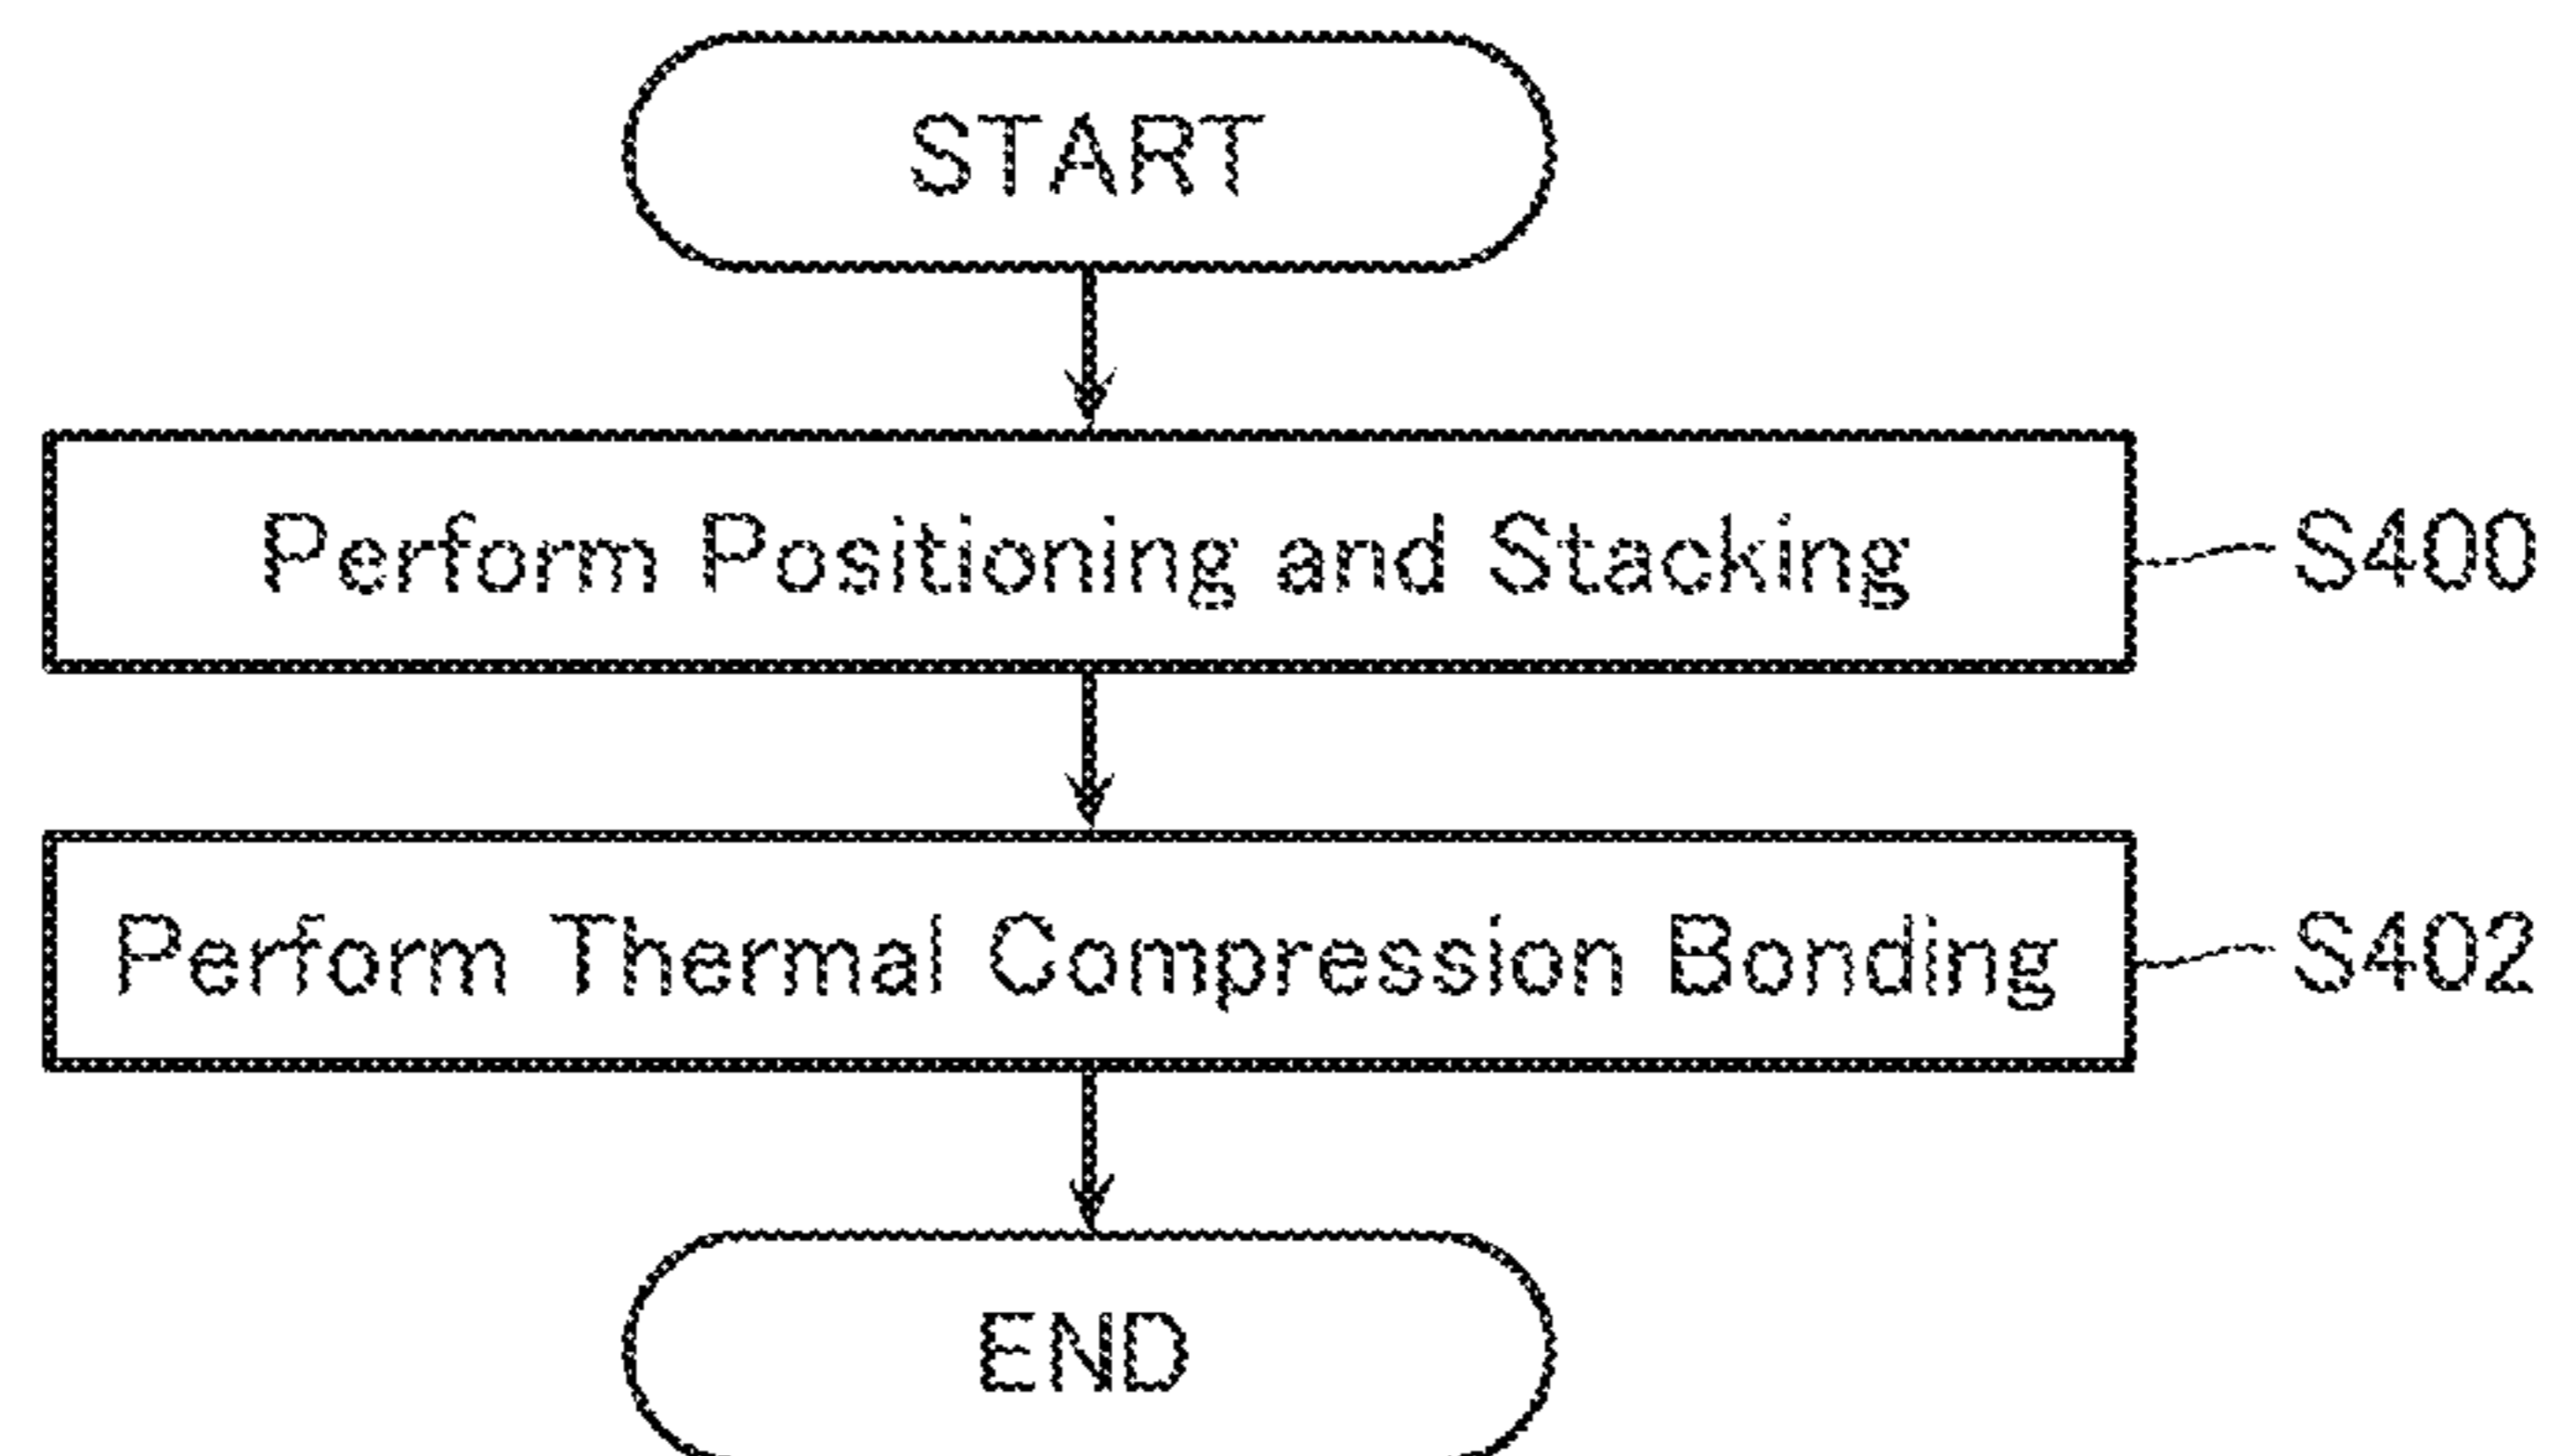 START
Perform Positioning and Stacking
S400
Perform Thermal Compression Bonding
S402
END